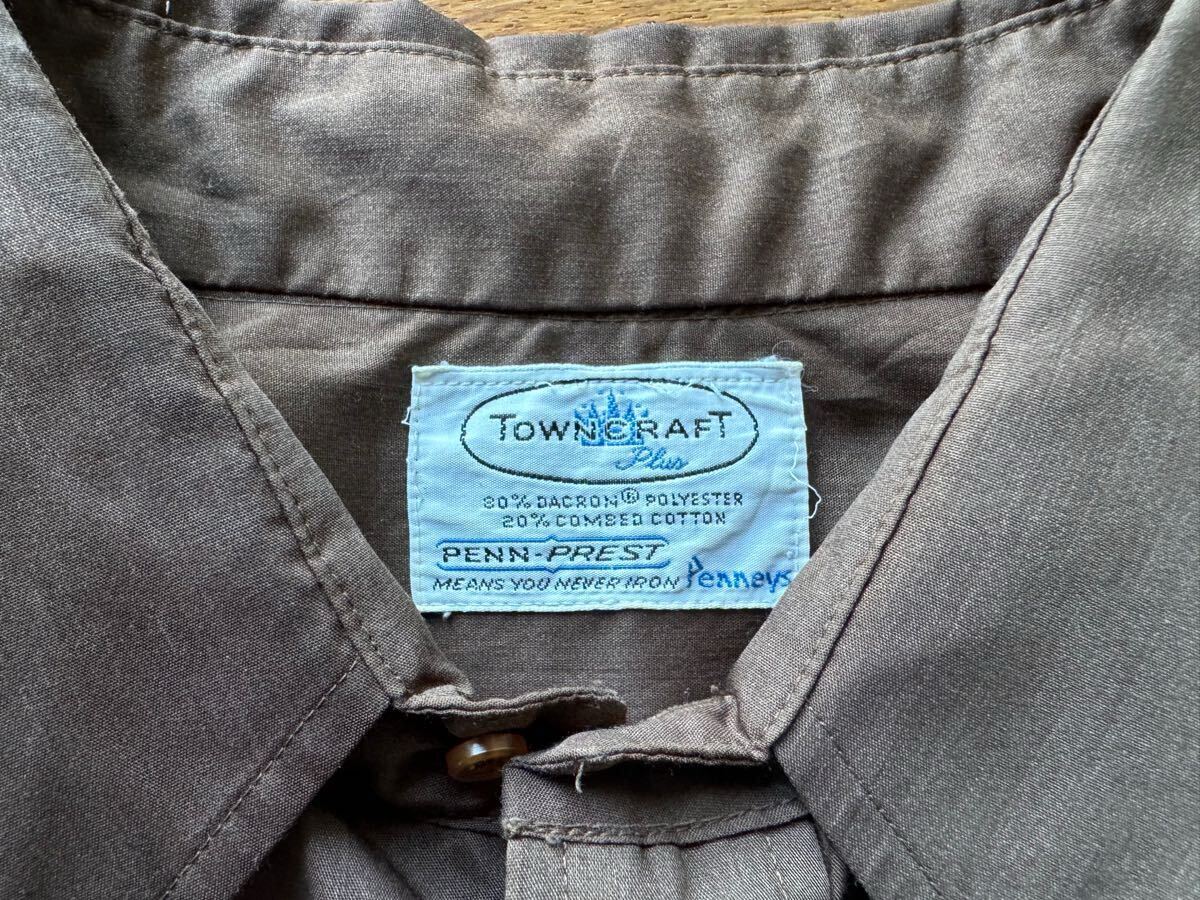 TOWNCRAFT
Plus
80% DACRON® POLYESTER
20% COMBED COTTON
PENN-PREST
MEANS YOU NEVER IRON Penneys